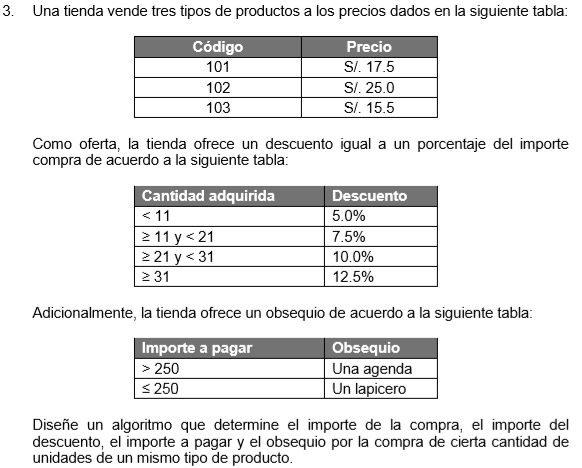 3. Una tienda vende tres tipos de productos a los precios dados en la siguiente tabla:
Código Precio
101 S/. 17.5
102 S/. 25.0
103 S/. 15.5
Como oferta, la tienda ofrece un descuento igual a un porcentaje del importe
compra de acuerdo a la siguiente tabla:
Cantidad adquirida Descuento
< 11 5.0%
≥ 11 y < 21 7.5%
≥ 21 y < 31 10.0%
≥ 31 12.5%
Adicionalmente, la tienda ofrece un obsequio de acuerdo a la siguiente tabla:
Importe a pagar Obsequio
> 250 Una agenda
≤ 250 Un lapicero
Diseñe un algoritmo que determine el importe de la compra, el importe del
descuento, el importe a pagar y el obsequio por la compra de cierta cantidad de
unidades de un mismo tipo de producto.